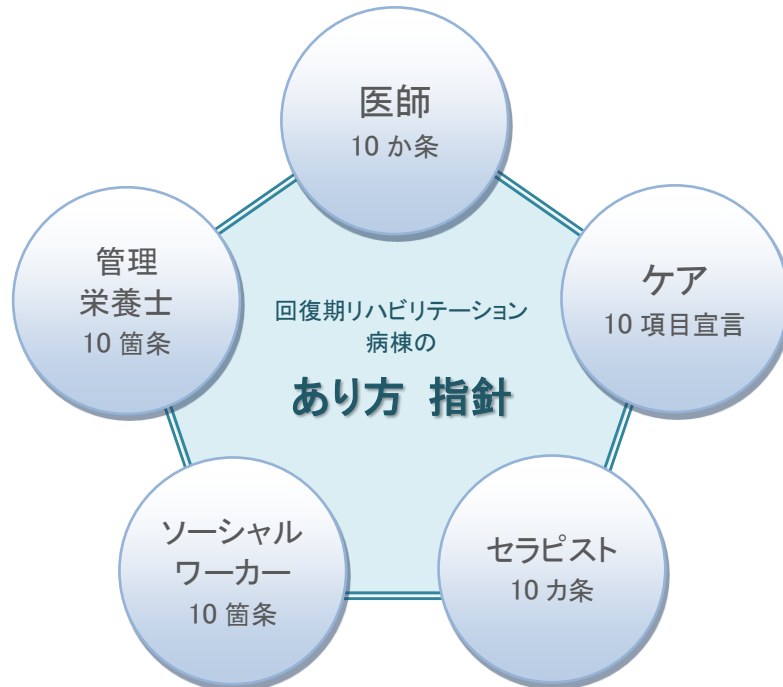 医師
10 か条
管理
栄養士
10 箇条
ケア
10 項目宣言
回復期リハビリテーション
病棟の
あり方 指針
ソーシャル
ワーカー
10 箇条
セラピスト
10 カ条